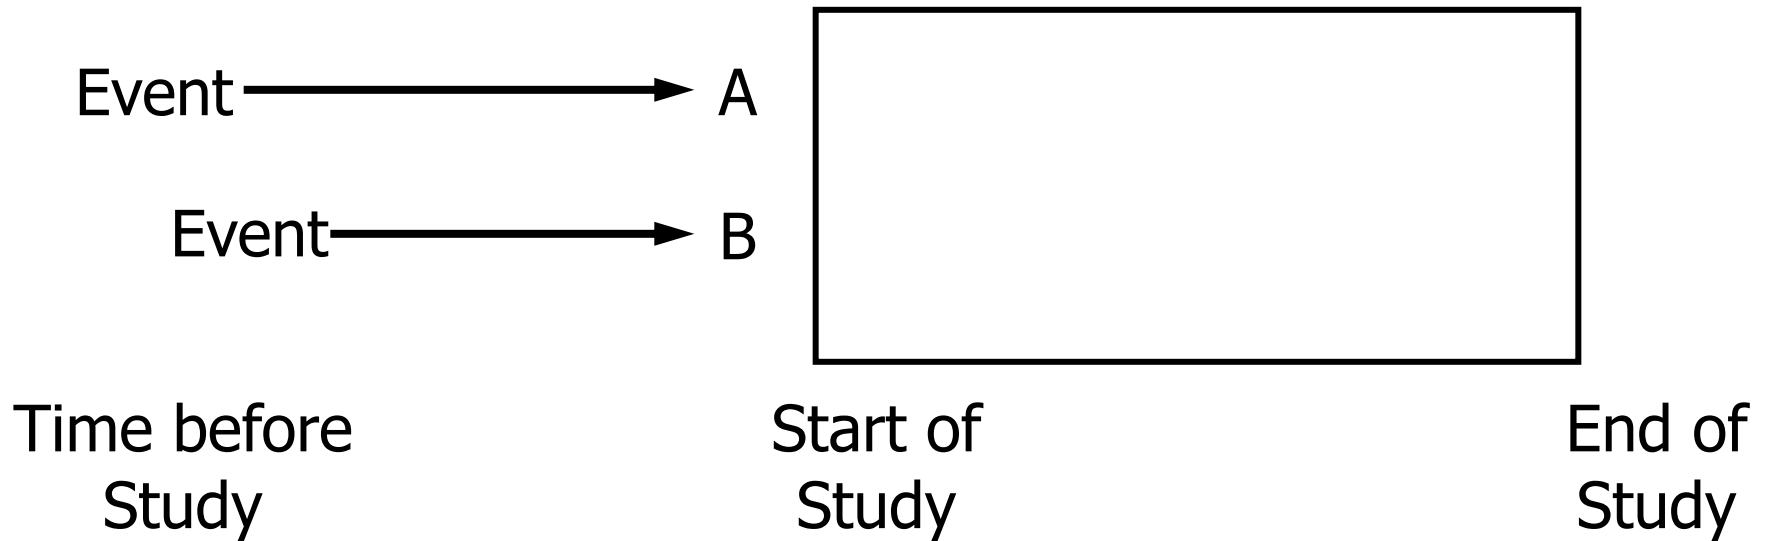 Event A
Event B
Time before
Study
Start of
Study
End of
Study